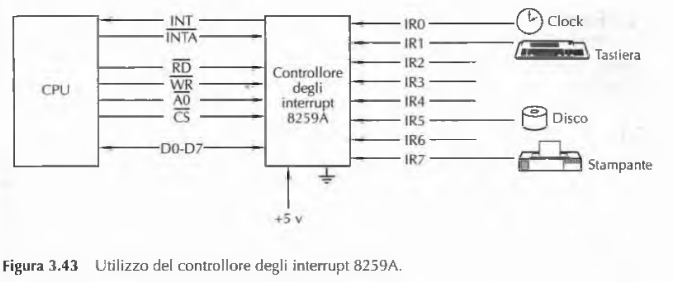 INT
INTA
RD
WR
A0
CS
D0-D7
CPU
Controllore
degli
interrupt
8259A
IR0
IR1
IR2
IR3
IR4
IR5
IR6
IR7
Clock
Tastiera
Disco
Stampante
+5 v
Figura 3.43 Utilizzo del controllore degli interrupt 8259A.